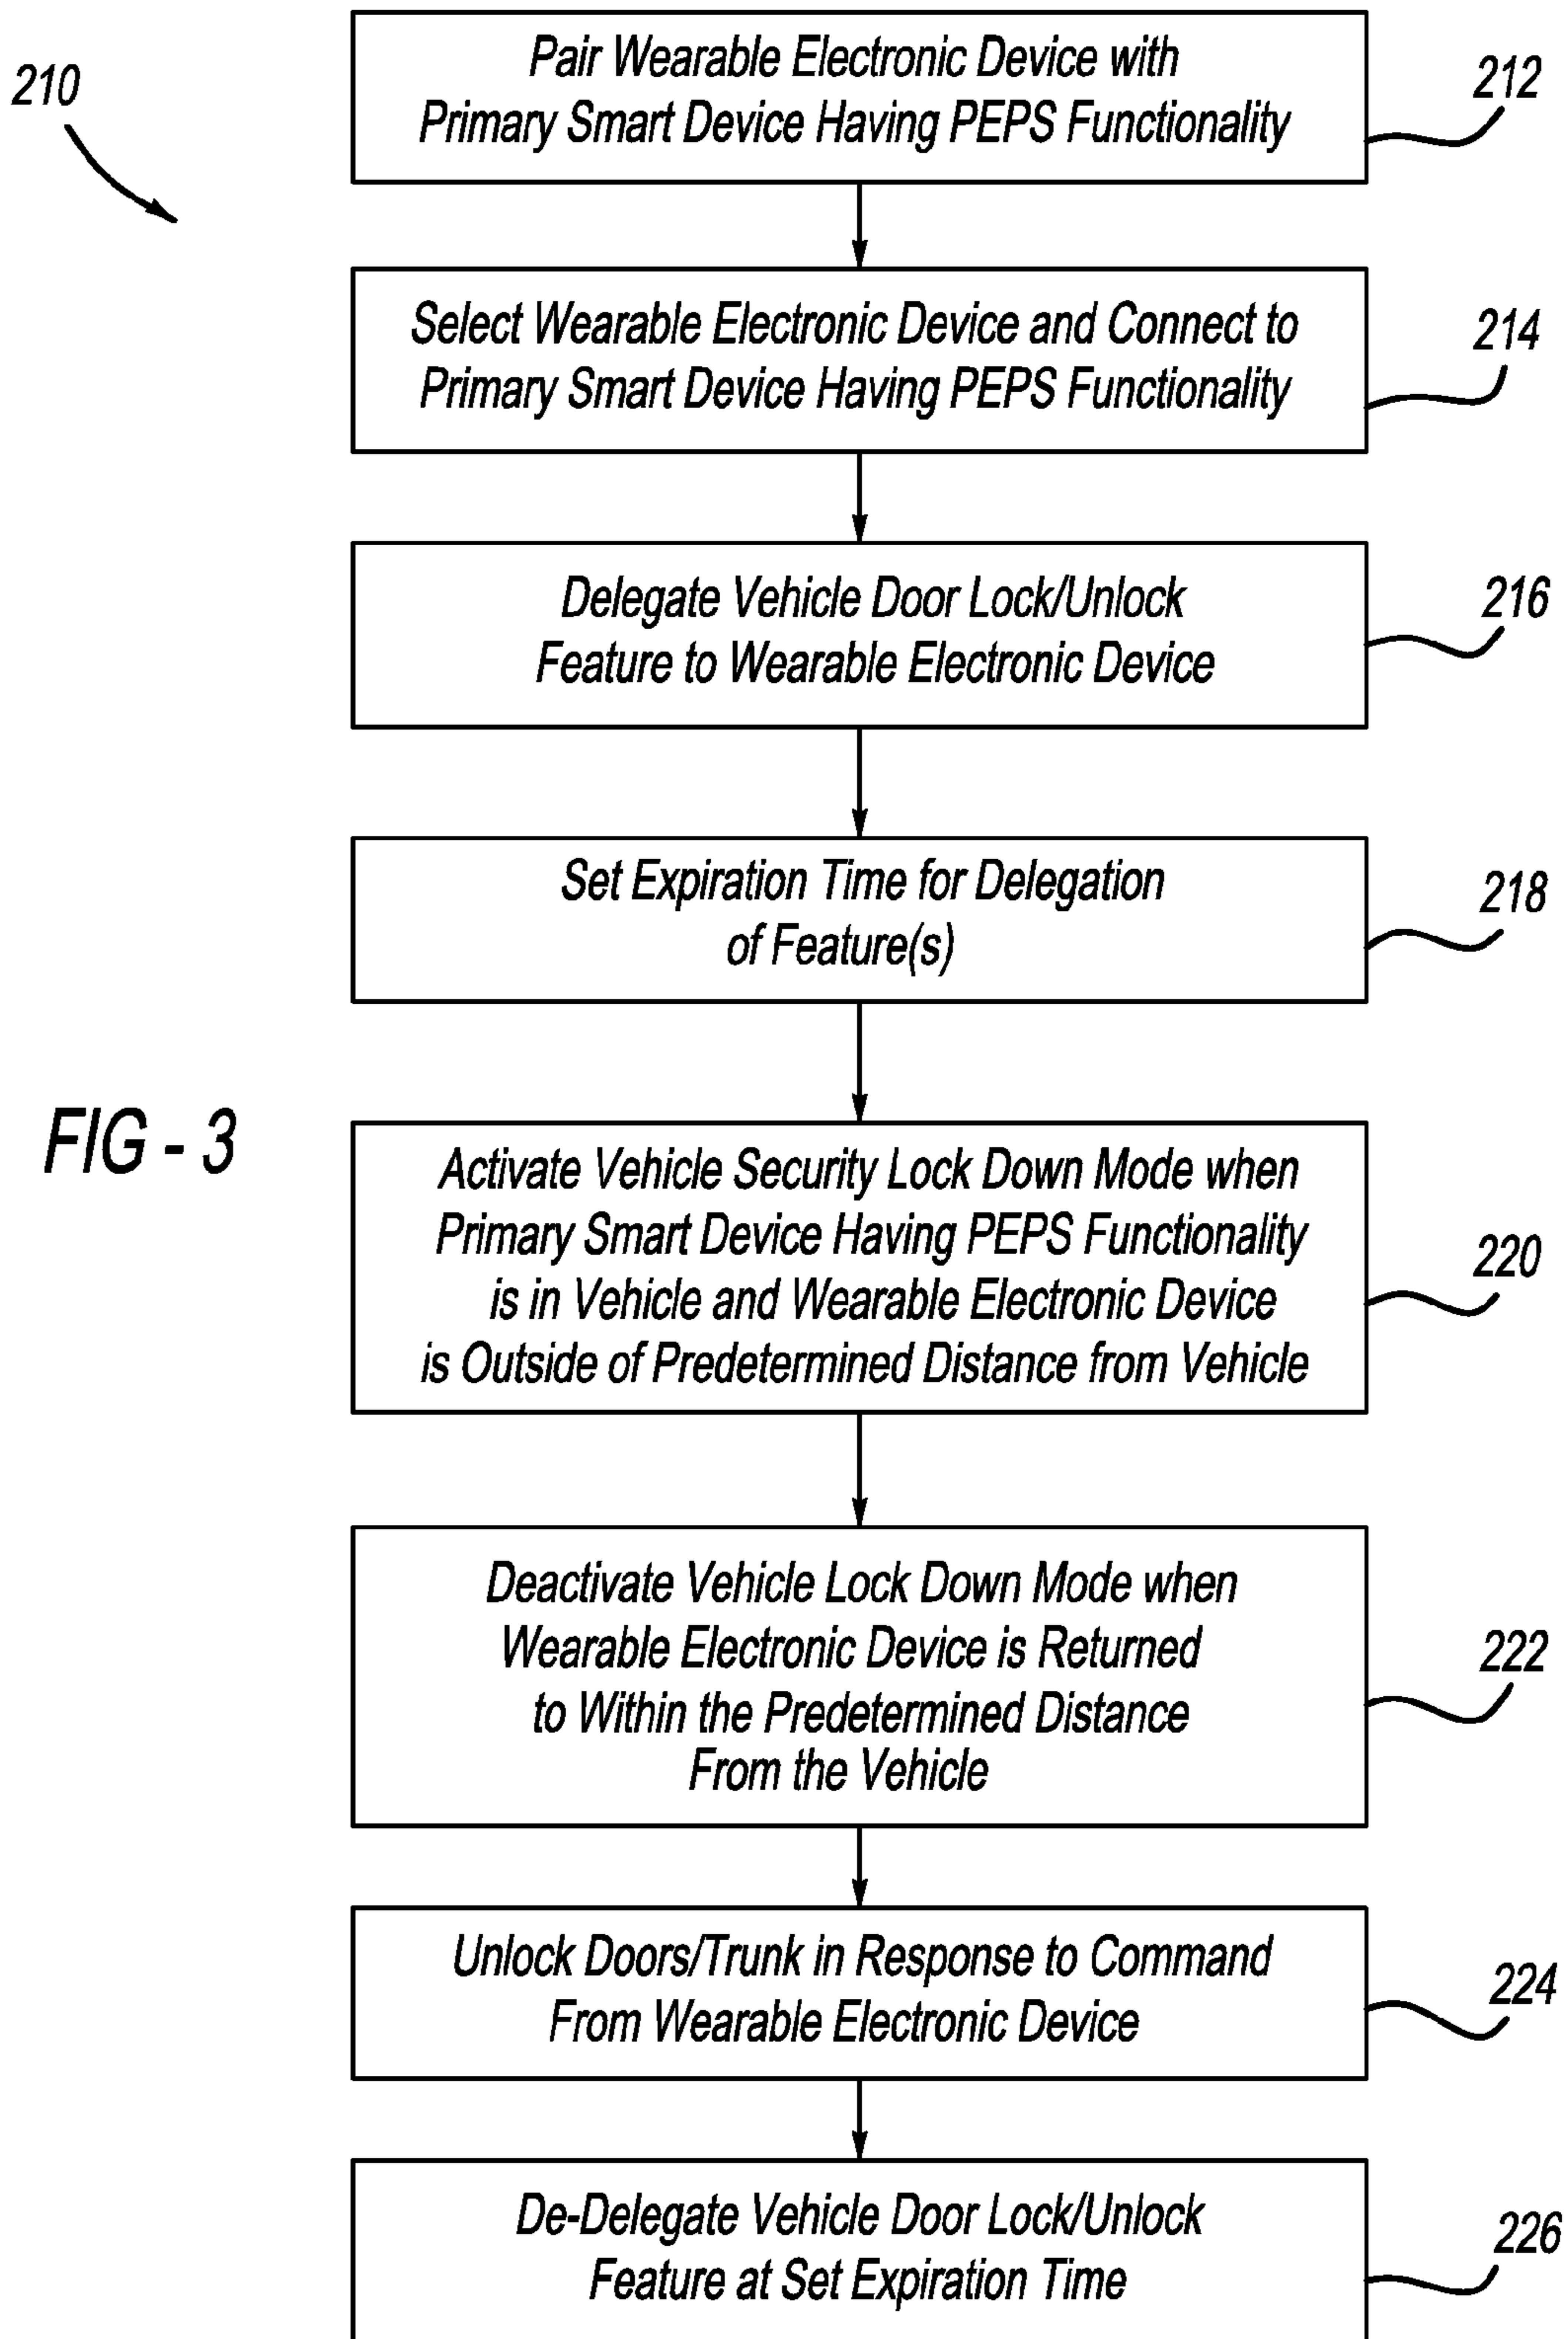 210
Pair Wearable Electronic Device with
Primary Smart Device Having PEPS Functionality
212
Select Wearable Electronic Device and Connect to
Primary Smart Device Having PEPS Functionality
214
Delegate Vehicle Door Lock/Unlock
Feature to Wearable Electronic Device
216
Set Expiration Time for Delegation
of Feature(s)
218
FIG - 3
Activate Vehicle Security Lock Down Mode when
Primary Smart Device Having PEPS Functionality
is in Vehicle and Wearable Electronic Device
is Outside of Predetermined Distance from Vehicle
220
Deactivate Vehicle Lock Down Mode when
Wearable Electronic Device is Returned
to Within the Predetermined Distance
From the Vehicle
222
Unlock Doors/Trunk in Response to Command
From Wearable Electronic Device
224
De-Delegate Vehicle Door Lock/Unlock
Feature at Set Expiration Time
226